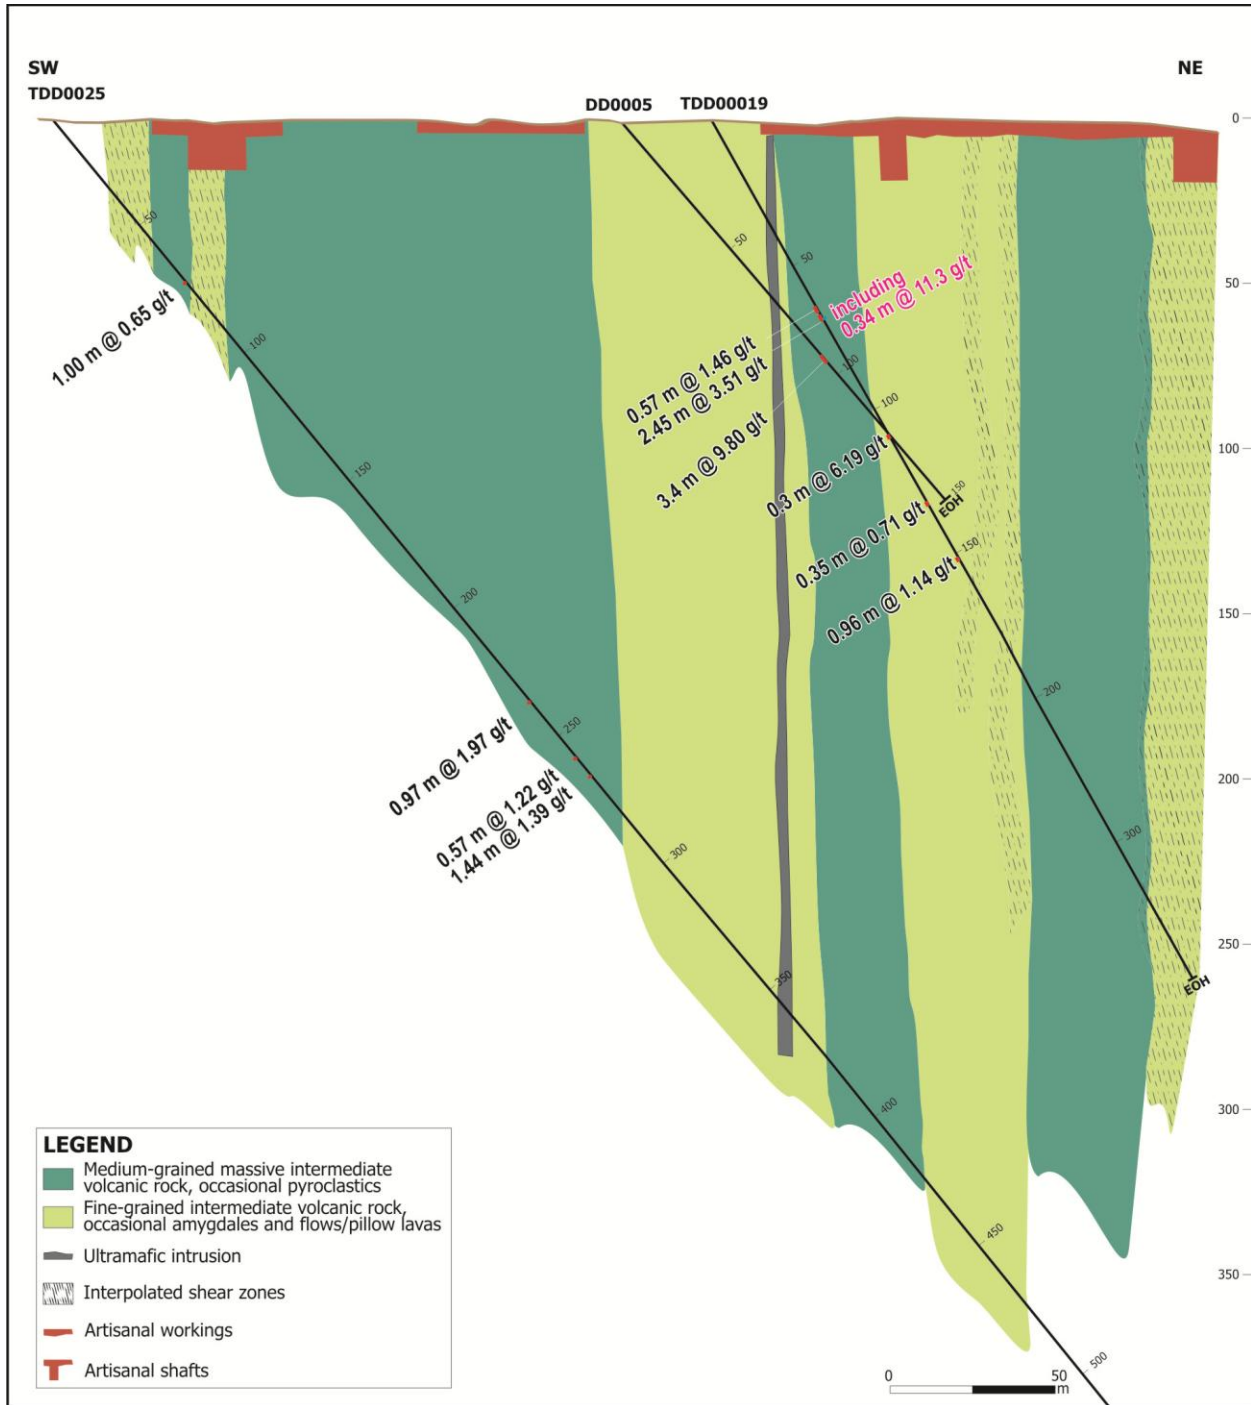 SW
NE
TDD0025
DD0005
TDD00019
0
50
100
150
200
250
300
350
50
100
150
200
250
300
350
400
450
500
50
100
150
EOH
50
100
150
200
300
EOH
1.00 m @ 0.65 g/t
including
0.34 m @ 11.3 g/t
0.57 m @ 1.46 g/t
2.45 m @ 3.51 g/t
3.4 m @ 9.80 g/t
0.3 m @ 6.19 g/t
0.35 m @ 0.71 g/t
0.96 m @ 1.14 g/t
0.97 m @ 1.97 g/t
0.57 m @ 1.22 g/t
1.44 m @ 1.39 g/t
LEGEND
Medium-grained massive intermediate
volcanic rock, occasional pyroclastics
Fine-grained intermediate volcanic rock,
occasional amygdales and flows/pillow lavas
Ultramafic intrusion
Interpolated shear zones
Artisanal workings
Artisanal shafts
0 50
m